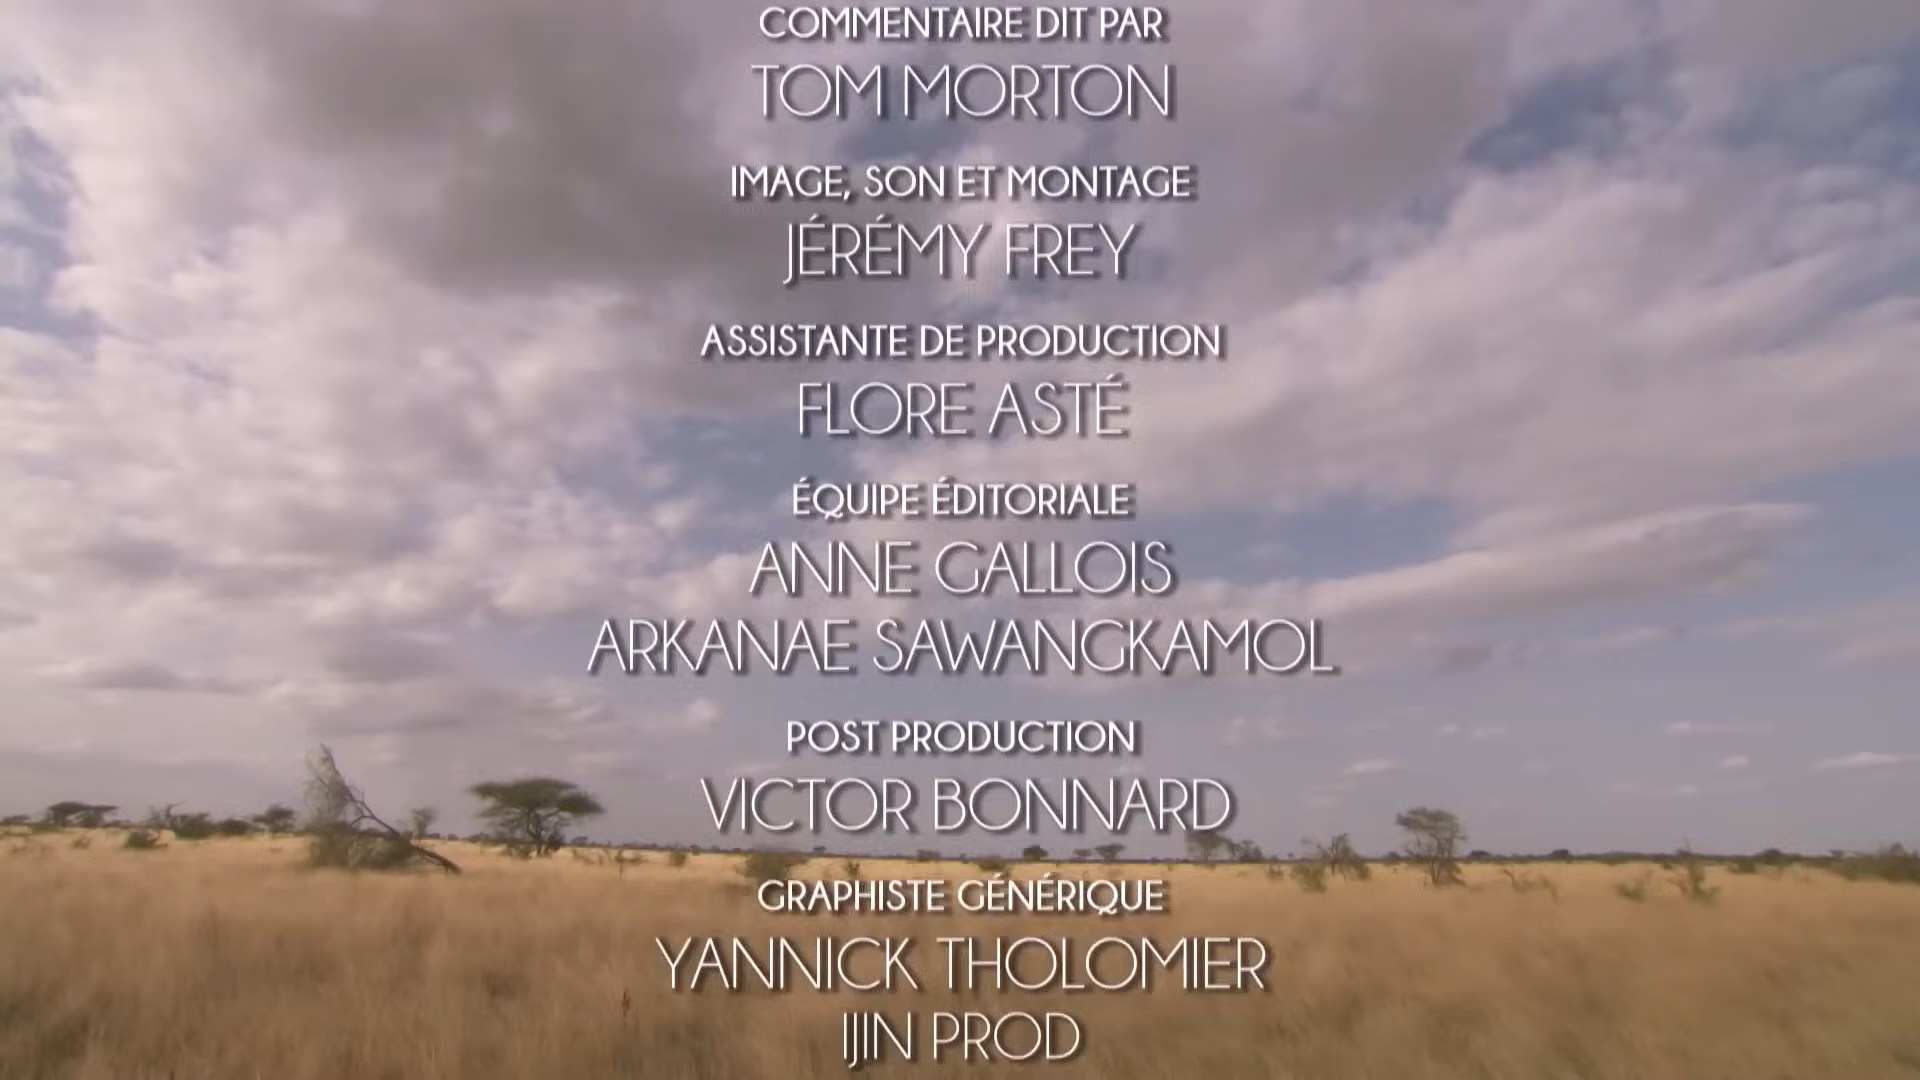 COMMENTAIRE DIT PAR
TOM MORTON
IMAGE, SON ET MONTAGE
JÉRÉMY FREY
ASSISTANTE DE PRODUCTION
FLORE ASTÉ
ÉQUIPE ÉDITORIALE
ANNE GALLOIS
ARKANAE SAWANGKAMOL
POST PRODUCTION
VICTOR BONNARD
GRAPHISTE GÉNÉRIQUE
YANNICK THOLOMIER
IJIN PROD